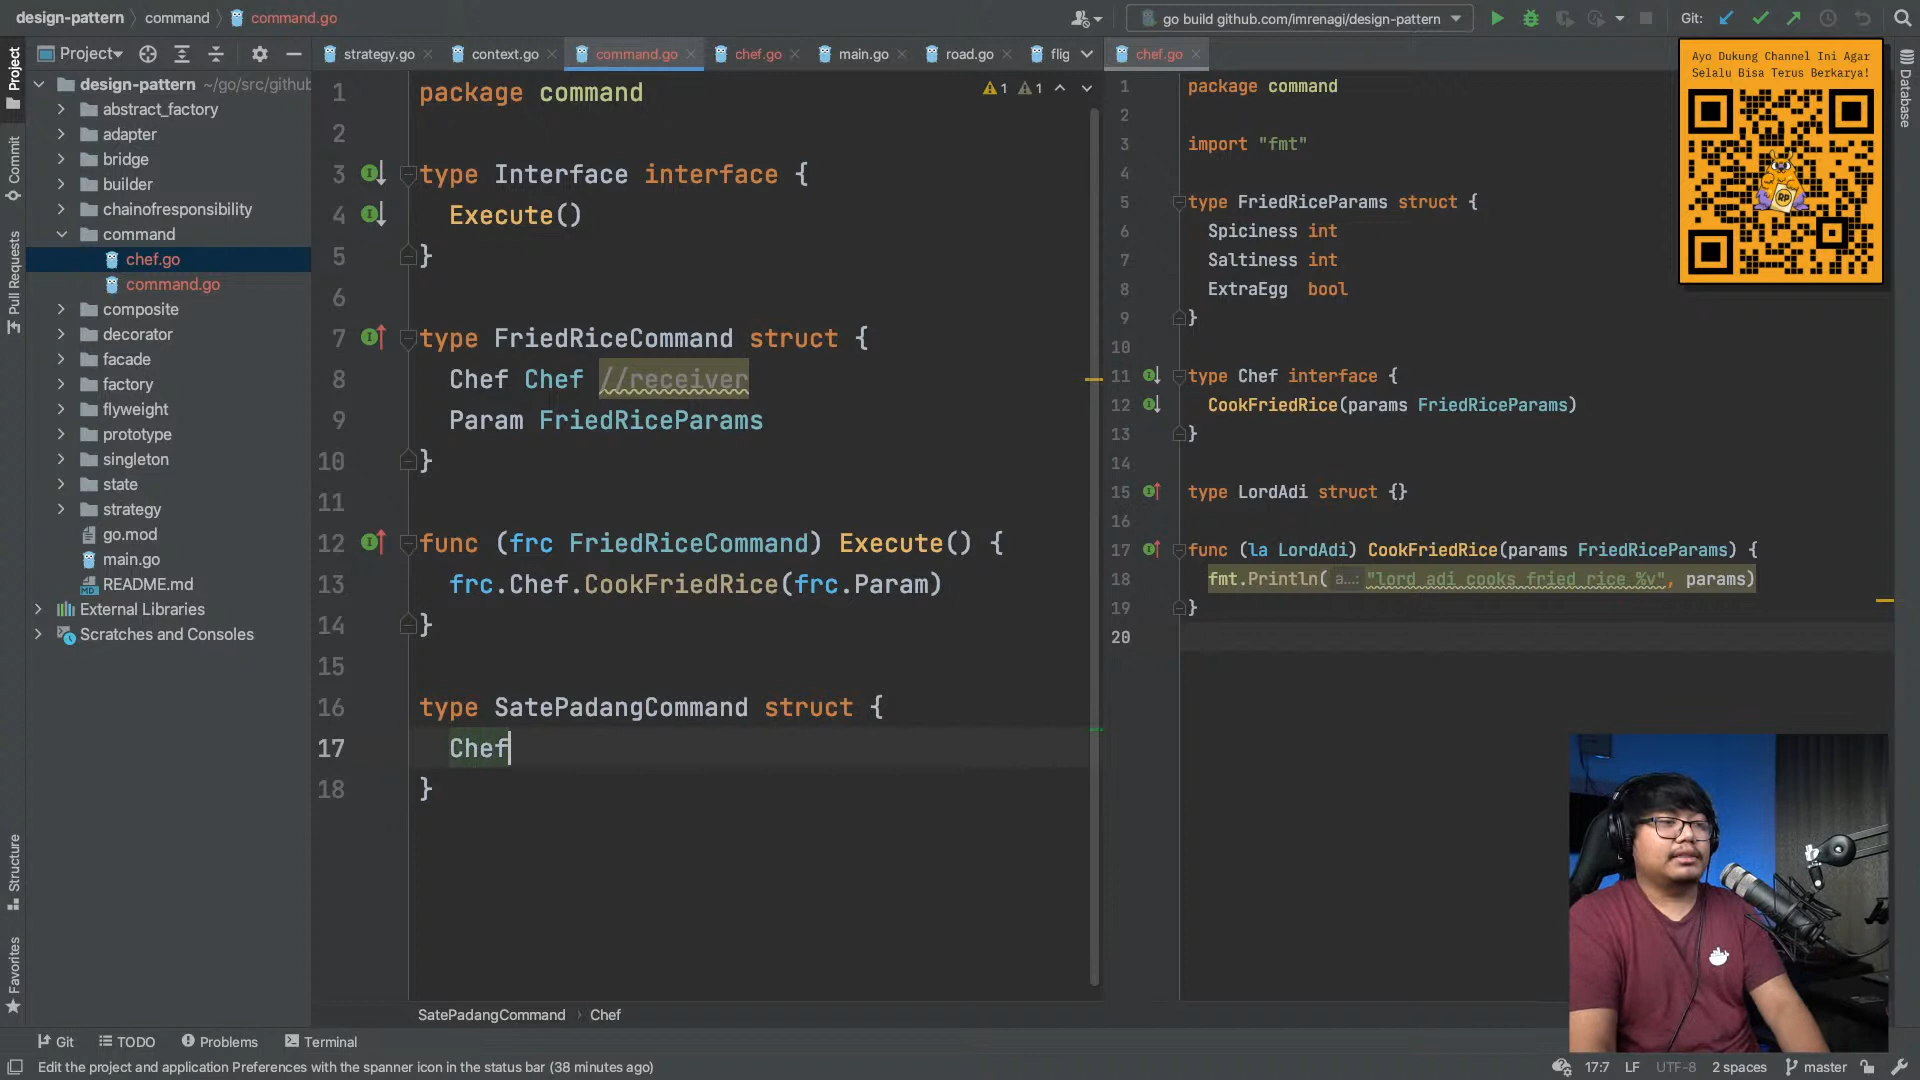 design-pattern command command.go
go build github.com/imrenagi/design-pattern
Git:
Project
strategy.go
context.go
command.go
chef.go
main.go
road.go
flig
chef.go
design-pattern ~/go/src/github
abstract_factory
adapter
bridge
builder
chainofresponsibility
command
chef.go
command.go
composite
decorator
facade
factory
flyweight
prototype
singleton
state
strategy
go.mod
main.go
README.md
External Libraries
Scratches and Consoles
Project
Commit
Pull Requests
Structure
Favorites
1 package command
2
3 type Interface interface {
4 Execute()
5 }
6
7 type FriedRiceCommand struct {
8 Chef Chef //receiver
9 Param FriedRiceParams
10 }
11
12 func (frc FriedRiceCommand) Execute() {
13 frc.Chef.CookFriedRice(frc.Param)
14 }
15
16 type SatePadangCommand struct {
17 Chef
18 }
1 1
SatePadangCommand Chef
1 package command
2
3 import "fmt"
4
5 type FriedRiceParams struct {
6 Spiciness int
7 Saltiness int
8 ExtraEgg bool
9 }
10
11 type Chef interface {
12 CookFriedRice(params FriedRiceParams)
13 }
14
15 type LordAdi struct {}
16
17 func (la LordAdi) CookFriedRice(params FriedRiceParams) {
18 fmt.Println( a...: "lord adi cooks fried rice %v", params)
19 }
20
Ayo Dukung Channel Ini Agar
Selalu Bisa Terus Berkarya!
RP
Database
Git TODO Problems Terminal
Edit the project and application Preferences with the spanner icon in the status bar (38 minutes ago)
17:7 LF UTF-8 2 spaces master